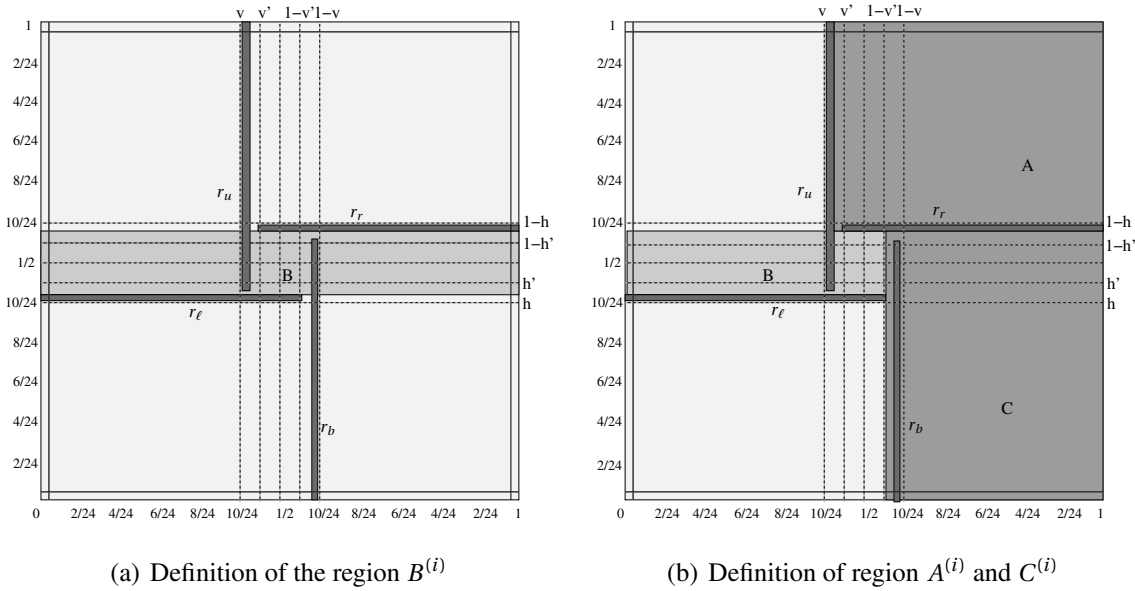 v v' 1−v' 1−v
1
2/24
4/24
6/24
8/24
10/24
1/2
10/24
8/24
6/24
4/24
2/24
0 2/24 4/24 6/24 8/24 10/24 1/2 10/24 8/24 6/24 4/24 2/24 1
r_u
r_r
B
r_ℓ
r_b
1−h
1−h'
h'
h
(a) Definition of the region B^(i)
v v' 1−v' 1−v
1
2/24
4/24
6/24
8/24
10/24
1/2
10/24
8/24
6/24
4/24
2/24
0 2/24 4/24 6/24 8/24 10/24 1/2 10/24 8/24 6/24 4/24 2/24 1
A
r_u
r_r
B
r_ℓ
C
r_b
1−h
1−h'
h'
h
(b) Definition of region A^(i) and C^(i)